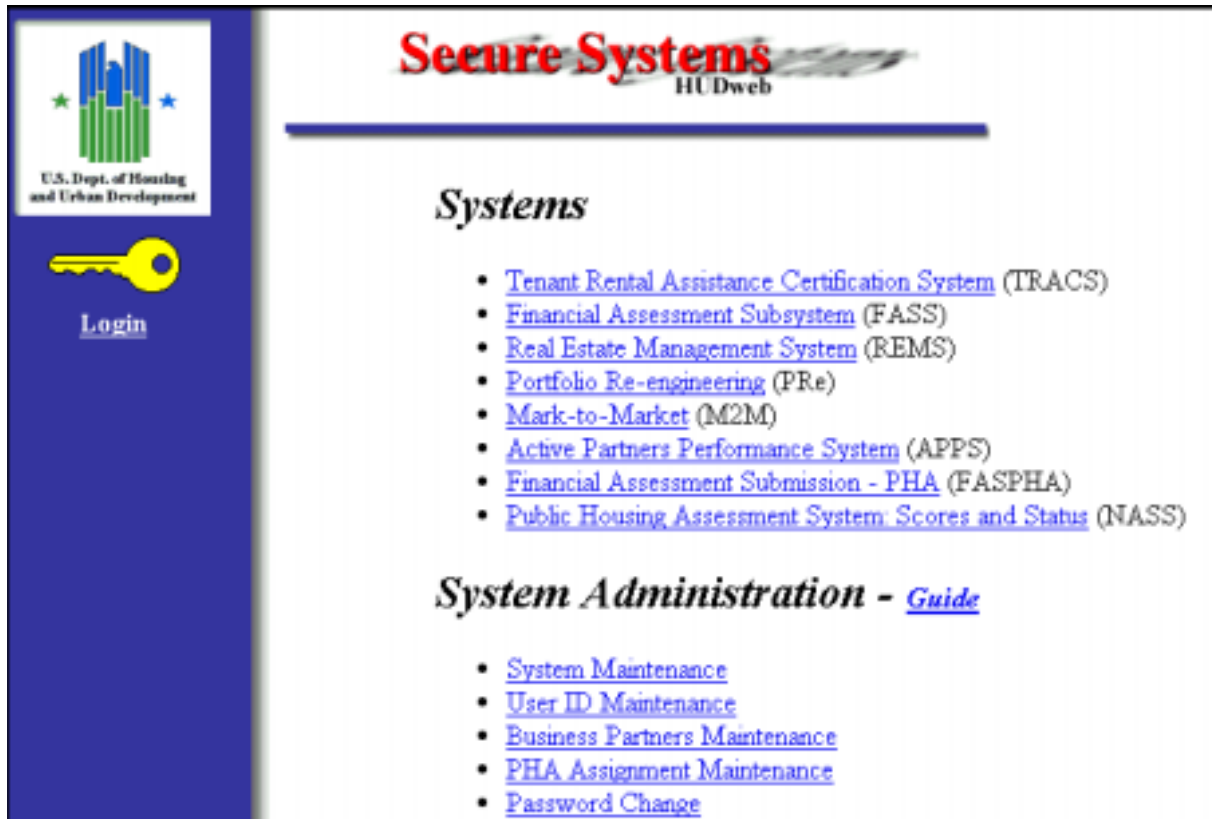 Secure Systems
HUDweb
U.S. Dept. of Housing
and Urban Development
Login
Systems
• Tenant Rental Assistance Certification System (TRACS)
• Financial Assessment Subsystem (FASS)
• Real Estate Management System (REMS)
• Portfolio Re-engineering (PRe)
• Mark-to-Market (M2M)
• Active Partners Performance System (APPS)
• Financial Assessment Submission - PHA (FASPHA)
• Public Housing Assessment System: Scores and Status (NASS)
System Administration - Guide
• System Maintenance
• User ID Maintenance
• Business Partners Maintenance
• PHA Assignment Maintenance
• Password Change